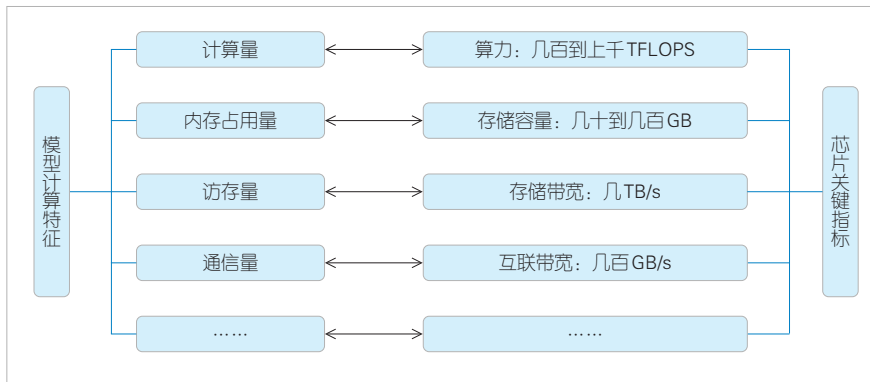 计算量
算力：几百到上千TFLOPS
内存占用量
存储容量：几十到几百GB
模型计算特征
访存量
存储带宽：几TB/s
芯片关键指标
通信量
互联带宽：几百GB/s
……
……